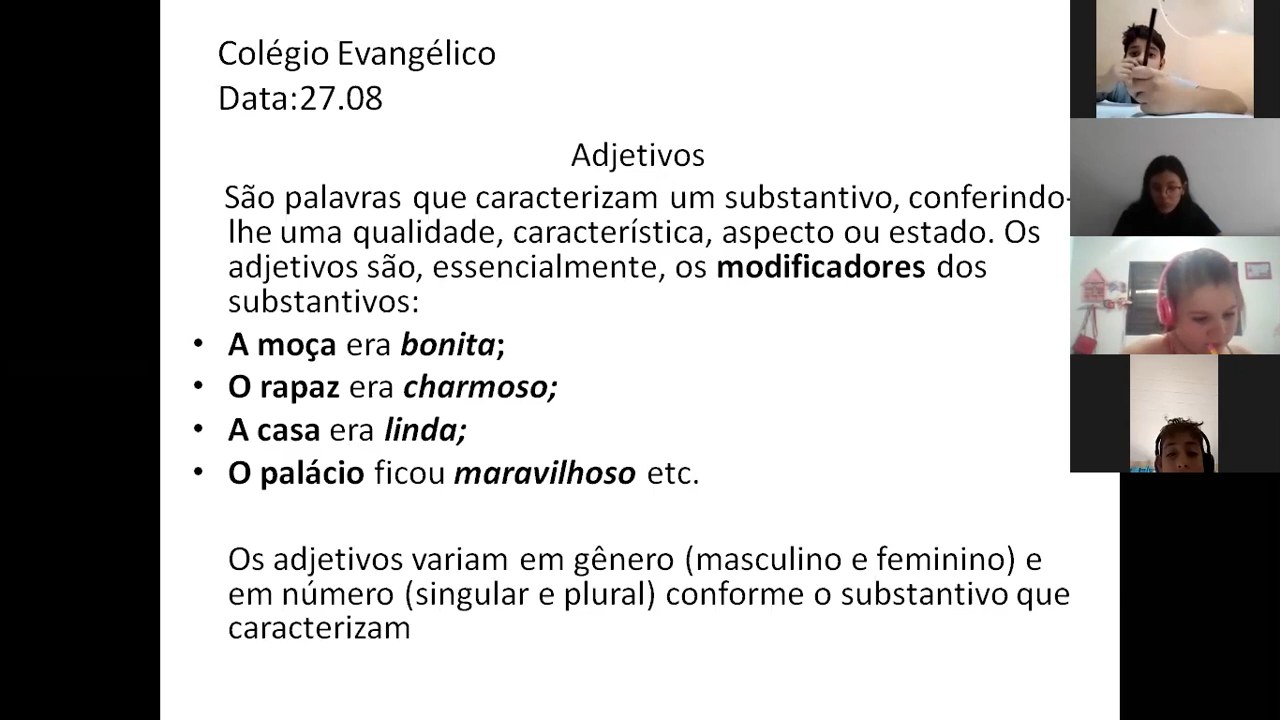 Colégio Evangélico
Data:27.08
Adjetivos
São palavras que caracterizam um substantivo, conferindo-
lhe uma qualidade, característica, aspecto ou estado. Os
adjetivos são, essencialmente, os modificadores dos
substantivos:
• A moça era bonita;
• O rapaz era charmoso;
• A casa era linda;
• O palácio ficou maravilhoso etc.
Os adjetivos variam em gênero (masculino e feminino) e
em número (singular e plural) conforme o substantivo que
caracterizam